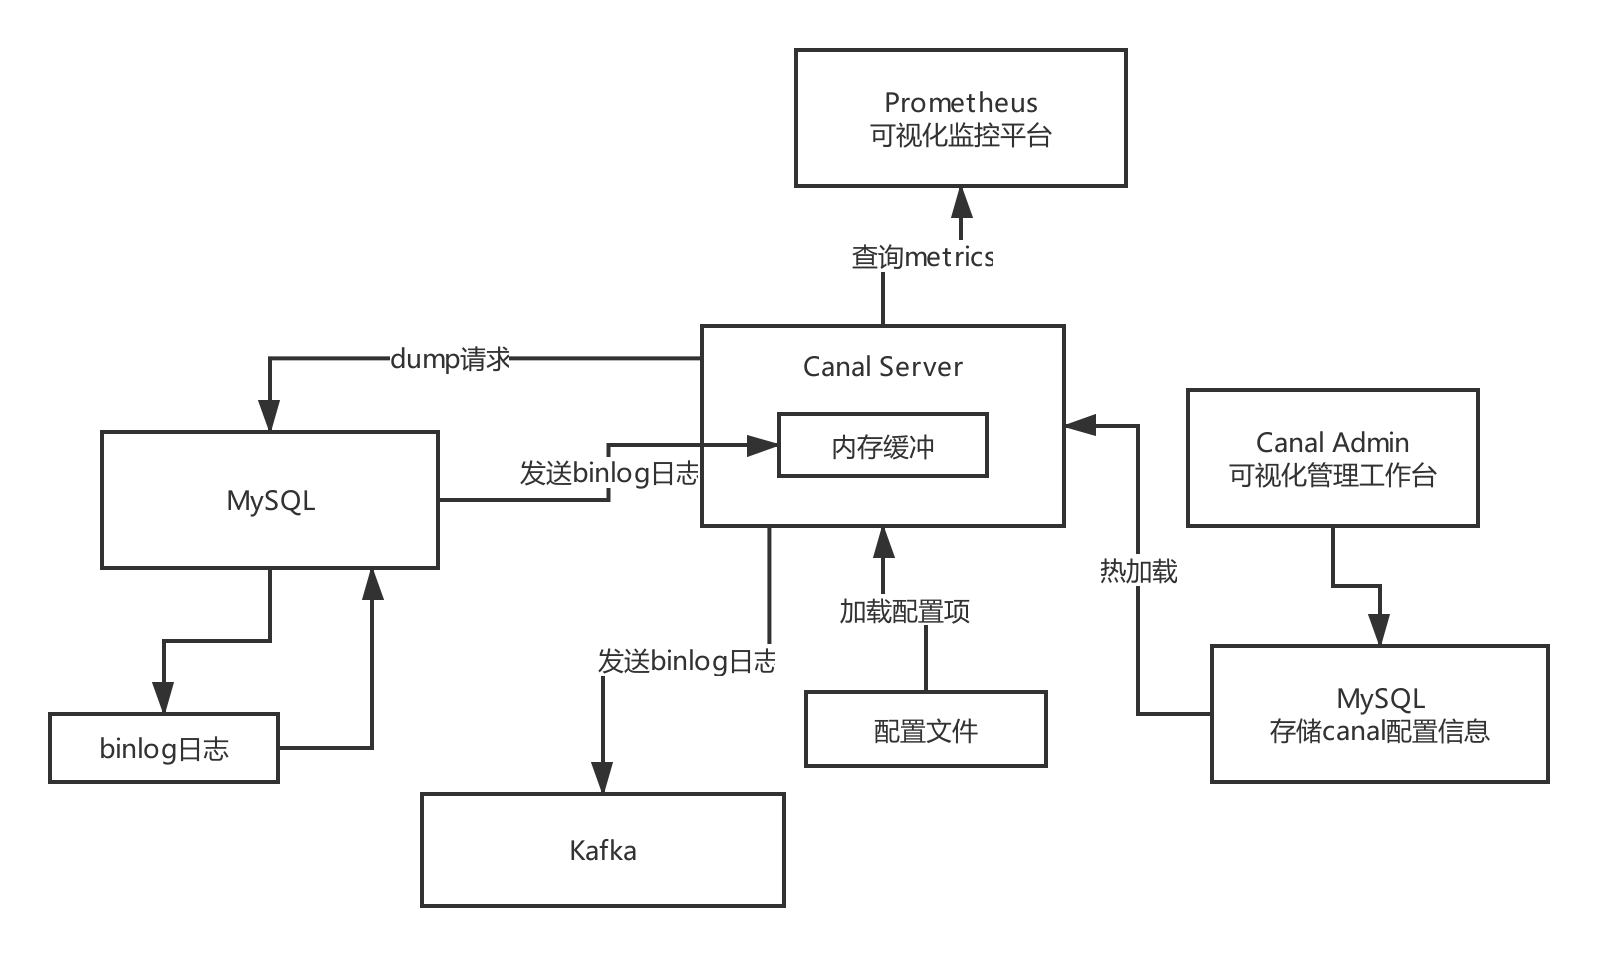 Prometheus
可视化监控平台
查询metrics
dump请求
Canal Server
内存缓冲
发送binlog日志
MySQL
Canal Admin
可视化管理工作台
热加载
加载配置项
发送binlog日志
binlog日志
配置文件
MySQL
存储canal配置信息
Kafka